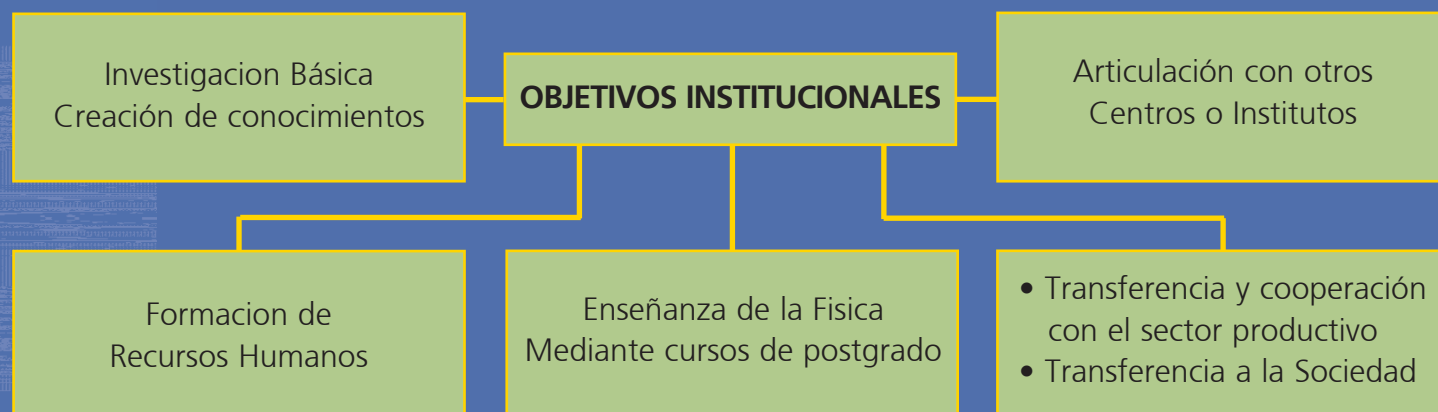 Investigacion Básica
Creación de conocimientos
OBJETIVOS INSTITUCIONALES
Articulación con otros
Centros o Institutos
Formacion de
Recursos Humanos
Enseñanza de la Fisica
Mediante cursos de postgrado
• Transferencia y cooperación
con el sector productivo
• Transferencia a la Sociedad